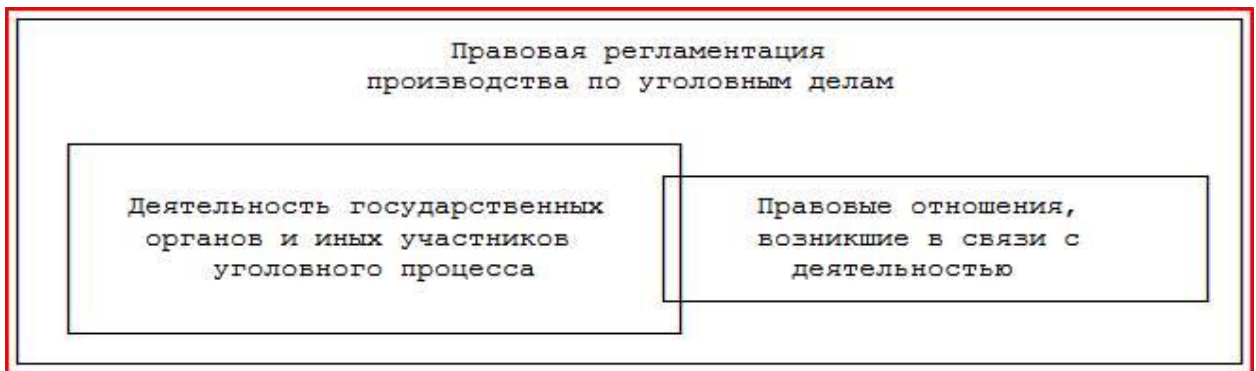 Правовая регламентация
производства по уголовным делам
Деятельность государственных
органов и иных участников
уголовного процесса
Правовые отношения,
возникшие в связи с
деятельностью